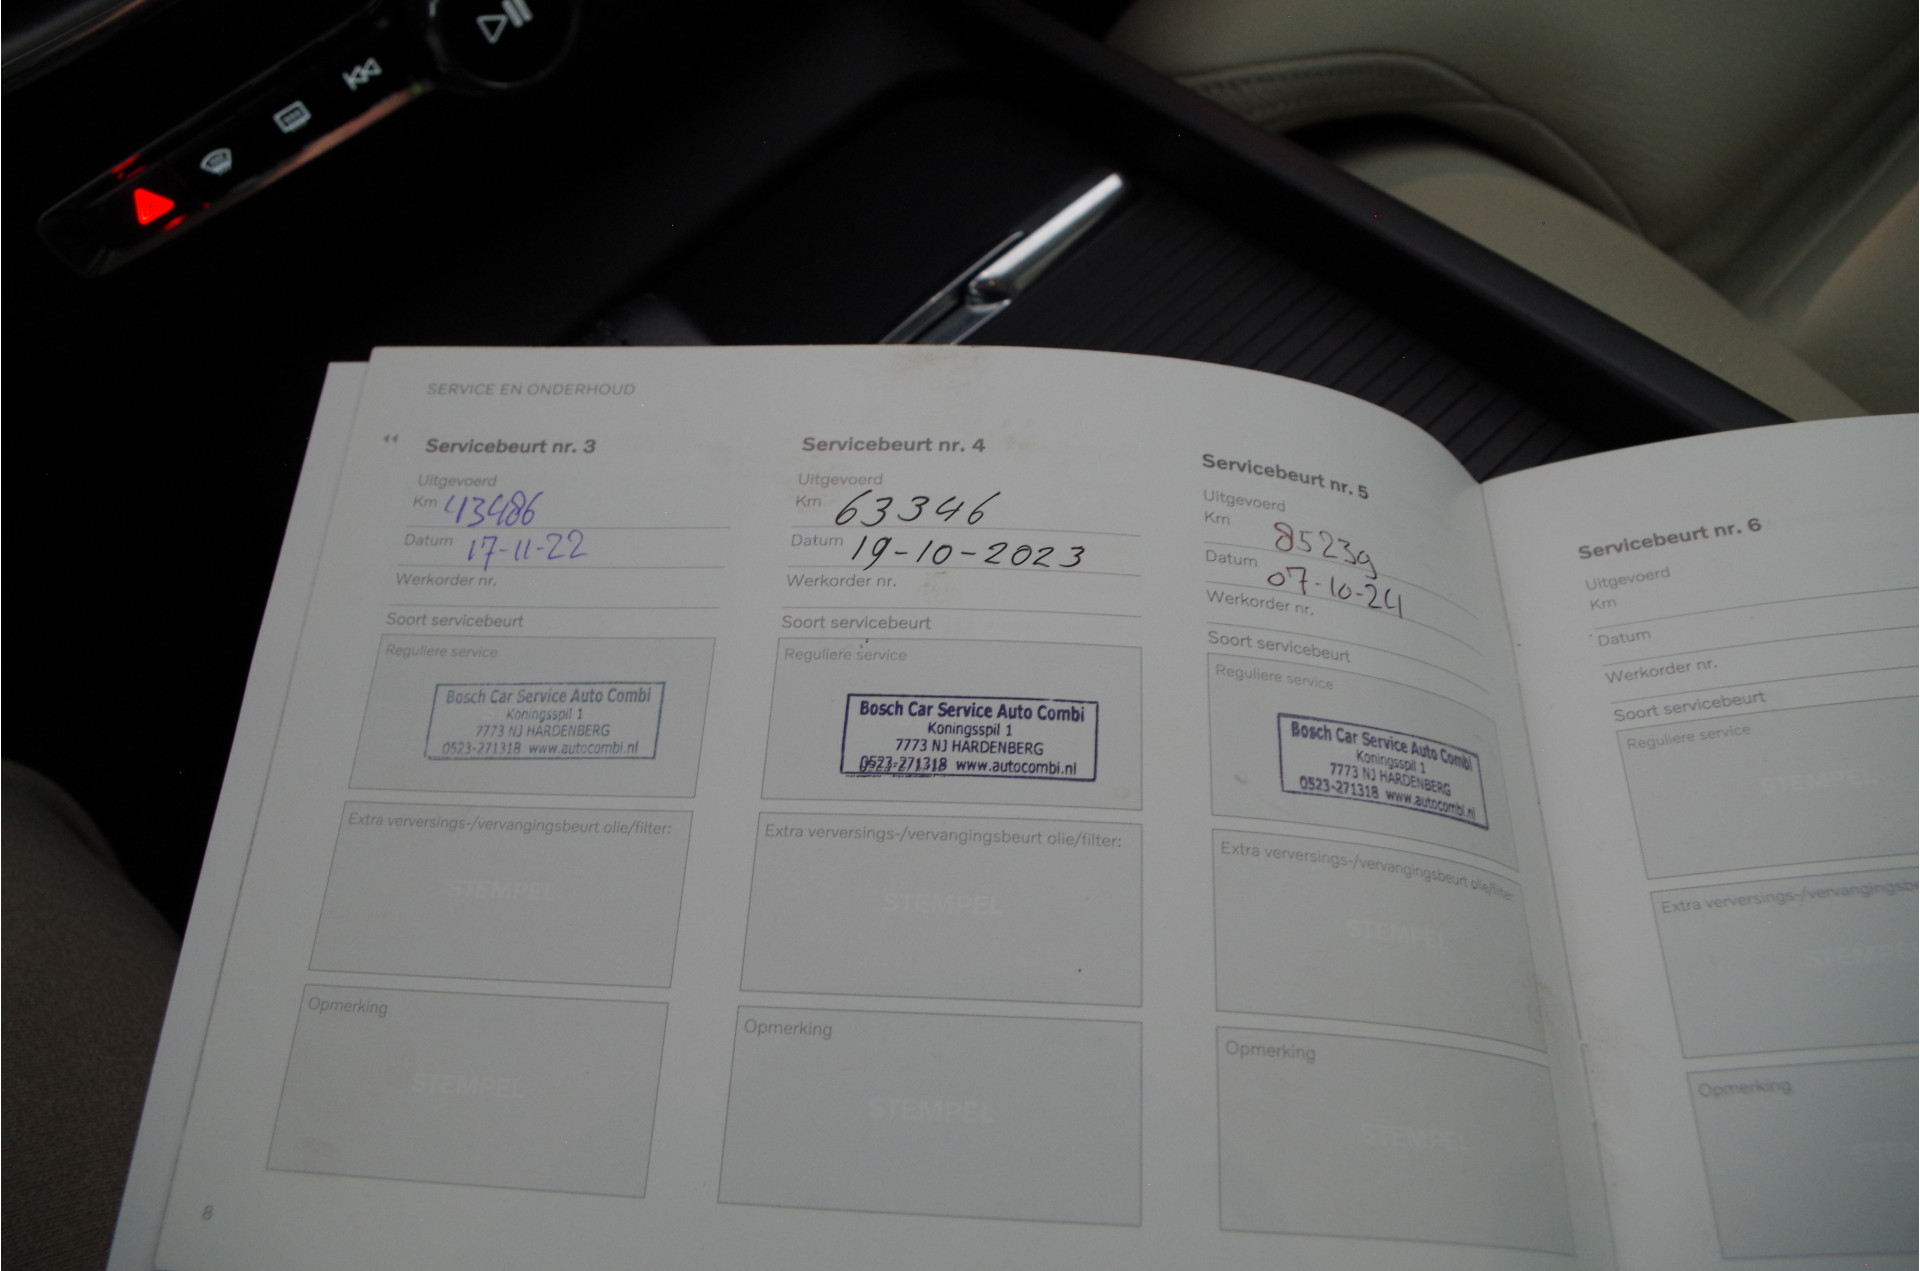 SERVICE EN ONDERHOUD
Servicebeurt nr. 3
Uitgevoerd
Km 43486
Datum 17-11-22
Werkorder nr.
Soort servicebeurt
Reguliere service
Bosch Car Service Auto Combi
Koningsspil 1
7773 NJ HARDENBERG
0523-271318 www.autocombi.nl
Extra verversings-/vervangingsbeurt olie/filter:
STEMPEL
Opmerking
STEMPEL
8
Servicebeurt nr. 4
Uitgevoerd
Km 63346
Datum 19-10-2023
Werkorder nr.
Soort servicebeurt
Reguliere service
Bosch Car Service Auto Combi
Koningsspil 1
7773 NJ HARDENBERG
0523-271318 www.autocombi.nl
Extra verversings-/vervangingsbeurt olie/filter:
STEMPEL
Opmerking
STEMPEL
Servicebeurt nr. 5
Uitgevoerd
Km 85239
Datum 07-10-24
Werkorder nr.
Soort servicebeurt
Reguliere service
Bosch Car Service Auto Combi
Koningsspil 1
7773 NJ HARDENBERG
0523-271318 www.autocombi.nl
Extra verversings-/vervangingsbeurt olie/filter:
STEMPEL
Opmerking
STEMPEL
Servicebeurt nr. 6
Uitgevoerd
Km
Datum
Werkorder nr.
Soort servicebeurt
Reguliere service
Extra verversings-/vervangingsbe
STEMPEL
Opmerking